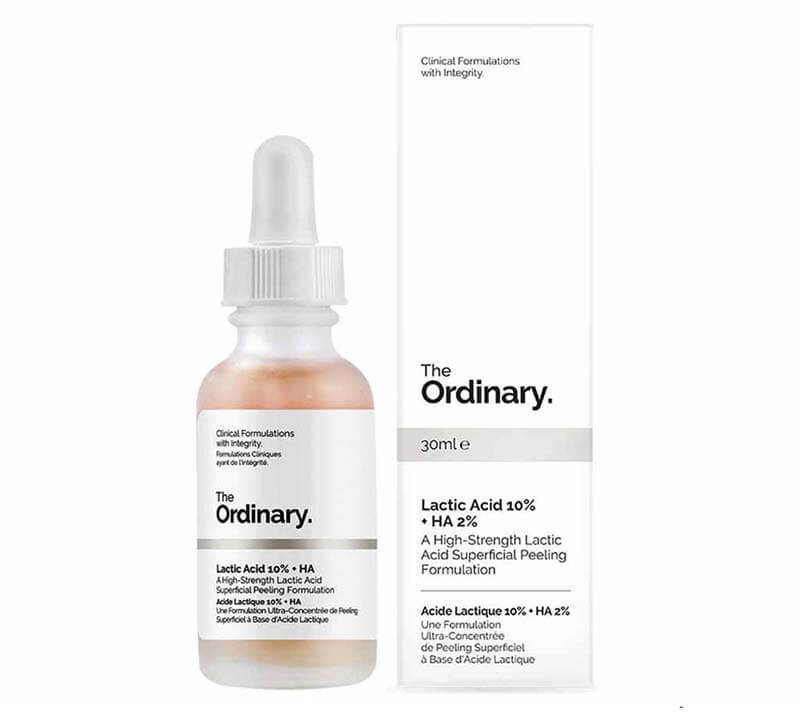 Clinical Formulations
with Integrity.
Formulations Cliniques
ayant de l'Intégrité.
The
Ordinary.
Lactic Acid 10% + HA
A High-Strength Lactic Acid
Superficial Peeling Formulation
Acide Lactique 10% + HA
Une Formulation Ultra-Concentrée de Peeling
Superficiel à Base d'Acide Lactique
Clinical Formulations
with Integrity.
The
Ordinary.
30ml e
Lactic Acid 10%
+ HA 2%
A High-Strength Lactic
Acid Superficial Peeling
Formulation
Acide Lactique 10% + HA 2%
Une Formulation
Ultra-Concentrée
de Peeling Superficiel
à Base d'Acide Lactique